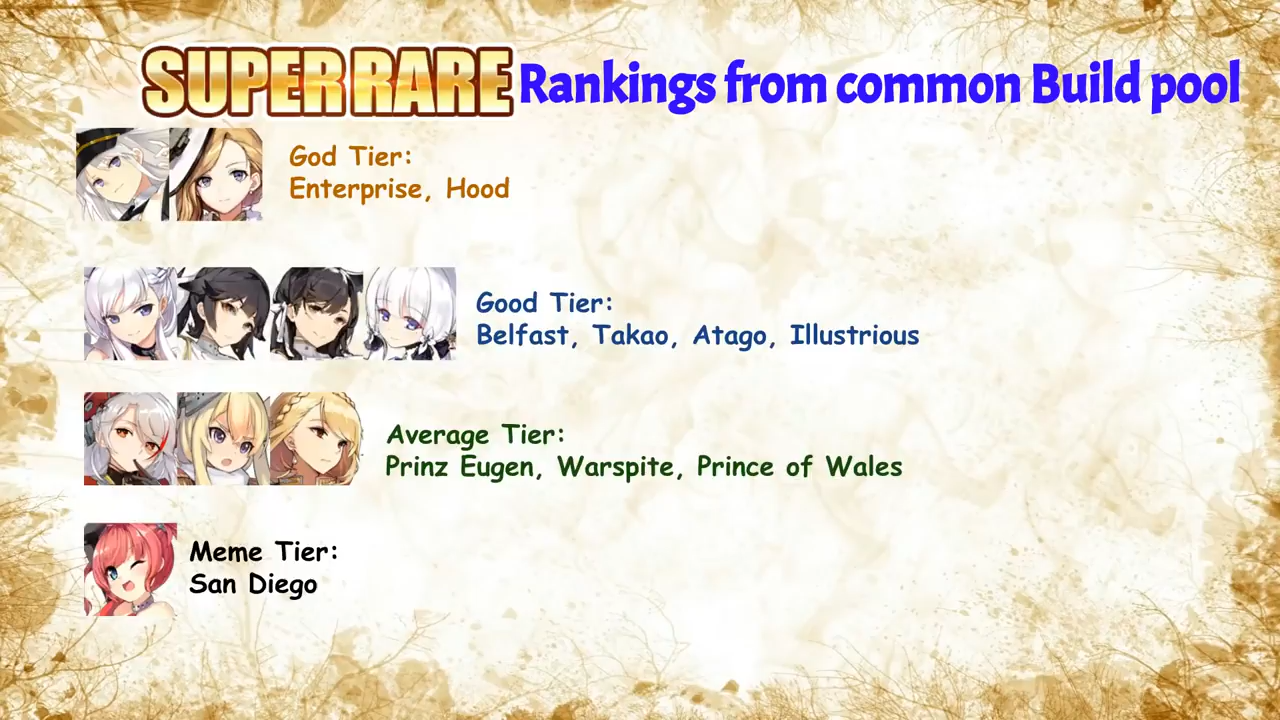 SUPER RARE Rankings from common Build pool
God Tier:
Enterprise, Hood
Good Tier:
Belfast, Takao, Atago, Illustrious
Average Tier:
Prinz Eugen, Warspite, Prince of Wales
Meme Tier:
San Diego